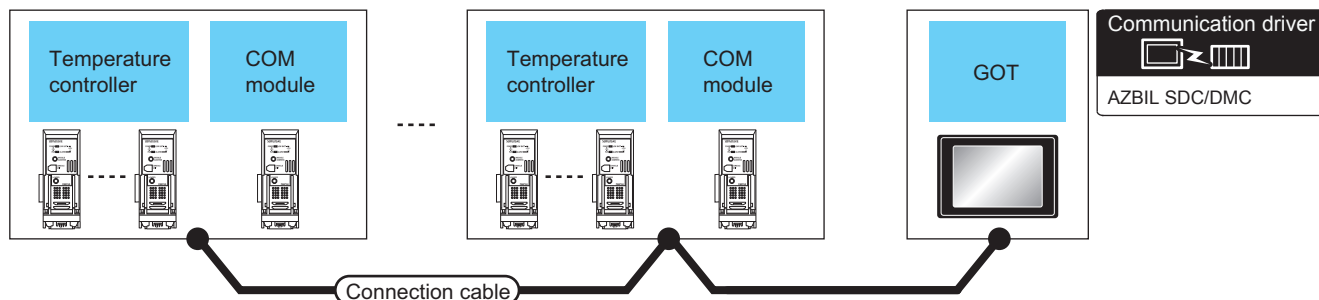 Temperature
controller
COM
module
Temperature
controller
COM
module
GOT
Communication driver
AZBIL SDC/DMC
Connection cable